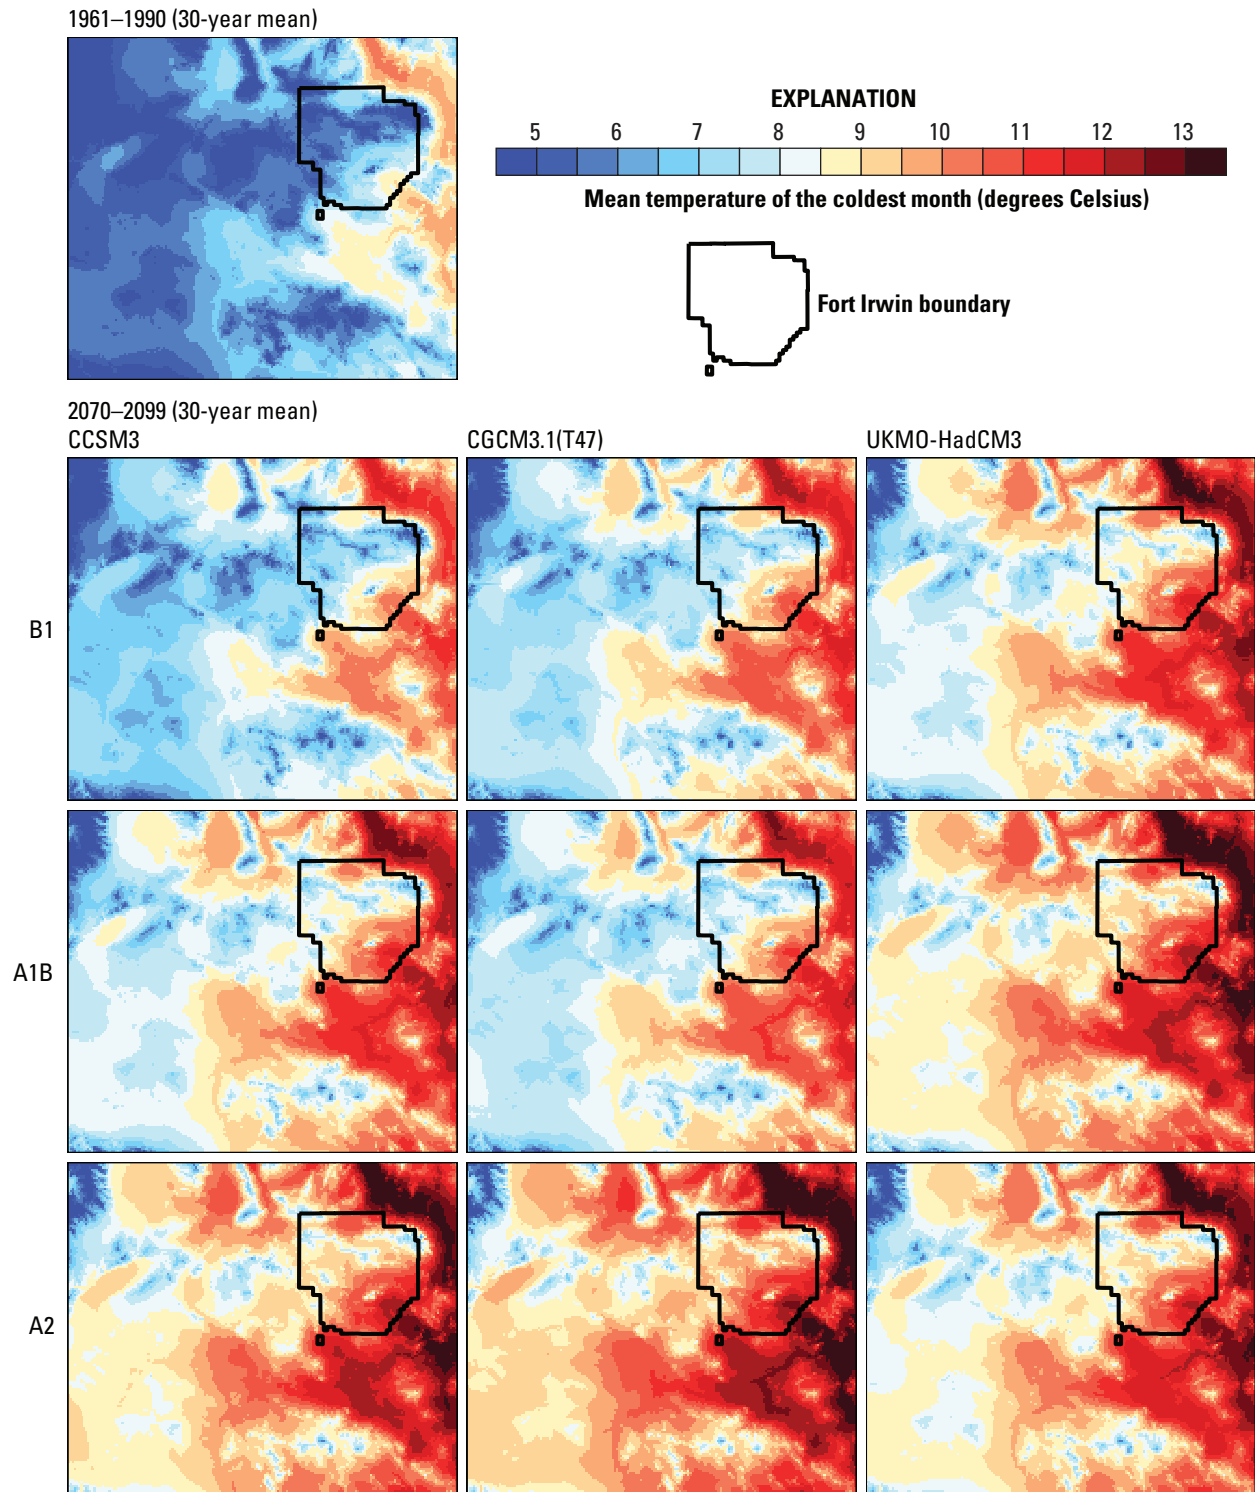 1961–1990 (30-year mean)
EXPLANATION
5 6 7 8 9 10 11 12 13
Mean temperature of the coldest month (degrees Celsius)
Fort Irwin boundary
2070–2099 (30-year mean)
CCSM3 CGCM3.1(T47) UKMO-HadCM3
B1
A1B
A2